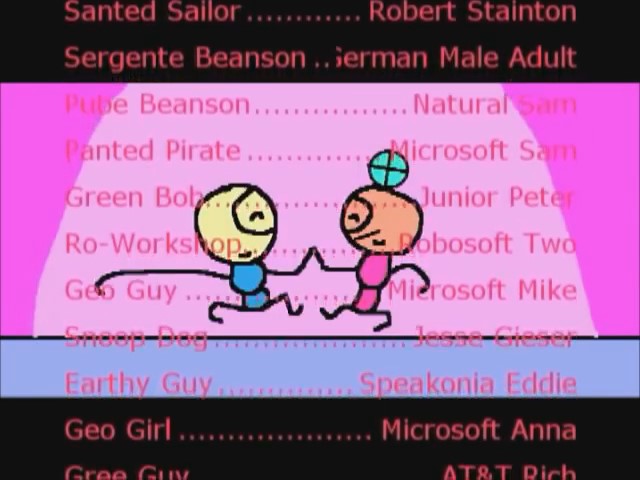 Santed Sailor ............ Robert Stainton
Sergente Beanson .. German Male Adult
Pube Beanson ................ Natural Sam
Panted Pirate ............. Microsoft Sam
Green Bob ................... Junior Peter
Ro-Workshop ............ Robosoft Two
Geo Guy .................. Microsoft Mike
Snoop Dog .................... Jesse Gieser
Earthy Guy ............. Speakonia Eddie
Geo Girl .................... Microsoft Anna
Gree Guy AT&T Rich